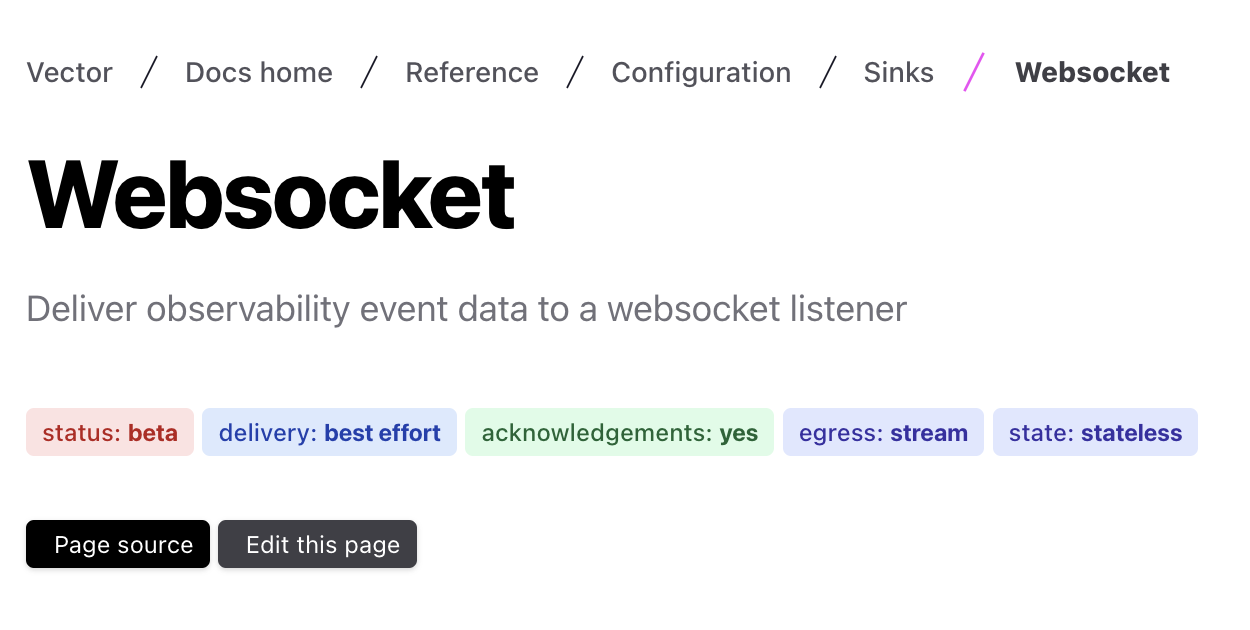 Vector / Docs home / Reference / Configuration / Sinks / Websocket
Websocket
Deliver observability event data to a websocket listener
status: beta delivery: best effort acknowledgements: yes egress: stream state: stateless
Page source Edit this page